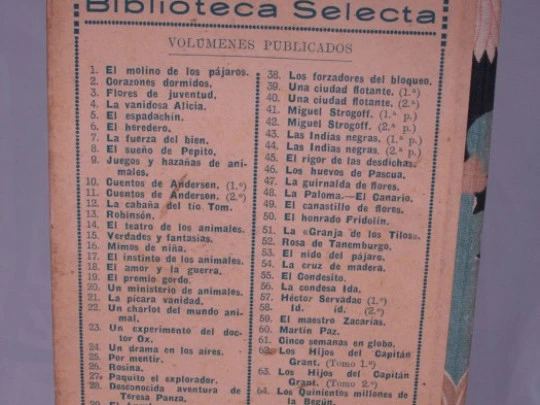 Biblioteca Selecta
VOLÚMENES PUBLICADOS
1. El molino de los pájaros.
2. Corazones dormidos.
3. Flores de juventud.
4. La vanidosa Alicia.
5. El espadachín.
6. El heredero.
7. La fuerza del bien.
8. El sueño de Pepito.
9. Juegos y hazañas de ani-
males.
10. Cuentos de Andersen. (1.º)
11. Cuentos de Andersen. (2.º)
12. La cabaña del tío Tom.
13. Robinsón.
14. El teatro de los animales.
15. Verdades y fantasías.
16. Mimos de niña.
17. El instinto de los animales.
18. El amor y la guerra.
19. El premio gordo.
20. Un ministerio de animales.
21. La pícara vanidad.
22. Un charlot del mundo ani-
mal.
23. Un experimento del doc-
tor Ox.
24. Un drama en los aires.
25. Por mentir.
26. Rosina.
27. Paquito el explorador.
28. Desconocida aventura de
Teresa Panza.
38. Los forzadores del bloqueo.
39. Una ciudad flotante. (1.ª)
40. Una ciudad flotante. (2.ª)
41. Miguel Strogoff. (1.ª p.)
42. Miguel Strogoff. (2.ª p.)
43. Las Indias negras. (1.ª p.)
44. Las Indias negras. (2.ª p.)
45. El rigor de las desdichas.
46. Los huevos de Pascua.
47. La guirnalda de flores.
48. La Paloma.—El Canario.
49. El canastillo de flores.
50. El honrado Fridolín.
51. La «Granja de los Tilos».
52. Rosa de Tanemburgo.
53. El nido del pájaro.
54. La cruz de madera.
55. El Condesito.
56. La condesa Ida.
57. Héctor Servadac (1.º)
58. Id. id. (2.º)
59. El maestro Zacarías.
60. Martin Paz.
61. Cinco semanas en globo.
62. Los Hijos del Capitán
Grant. (Tomo 1.º)
63. Los Hijos del Capitán
Grant. (Tomo 2.º)
64. Los Quinientos millones de
la Begún.